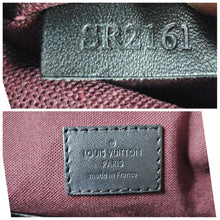 SR2161
LOUIS VUITTON
PARIS
made in France